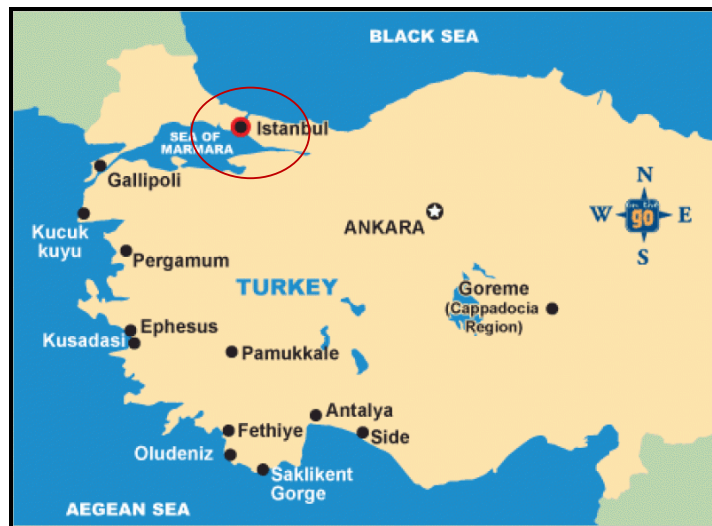 BLACK SEA
Istanbul
SEA OF
MARMARA
Gallipoli
N
W
go
E
S
ANKARA
Kucuk
kuyu
Pergamum
TURKEY
Goreme
(Cappadocia
Region)
Ephesus
Kusadasi
Pamukkale
Antalya
Fethiye
Side
Oludeniz
Saklikent
Gorge
AEGEAN SEA